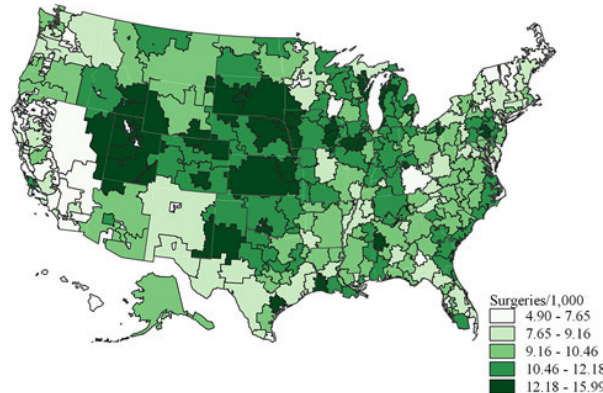 Surgeries/1,000
4.90 - 7.65
7.65 - 9.16
9.16 - 10.46
10.46 - 12.18
12.18 - 15.99